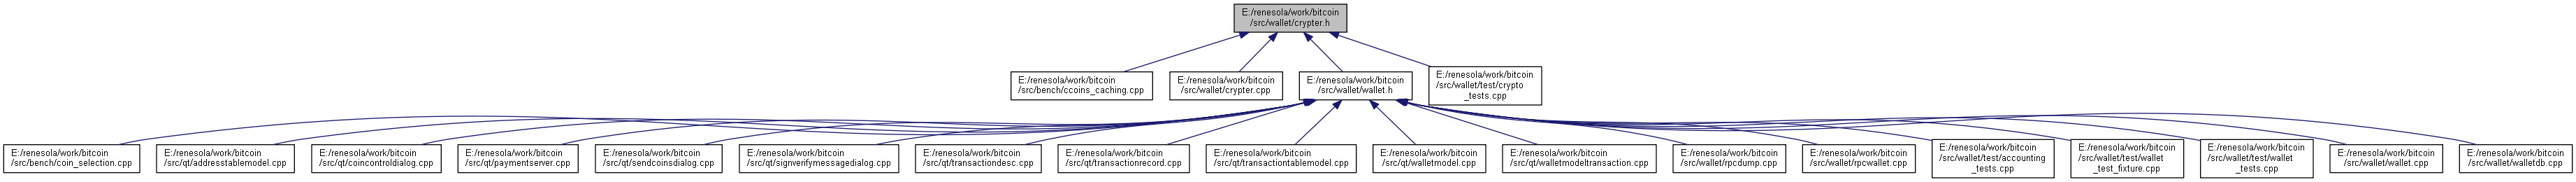 E:/renesola/work/bitcoin
/src/wallet/crypter.h
E:/renesola/work/bitcoin
/src/bench/ccoins_caching.cpp
E:/renesola/work/bitcoin
/src/wallet/crypter.cpp
E:/renesola/work/bitcoin
/src/wallet/wallet.h
E:/renesola/work/bitcoin
/src/wallet/test/crypto
_tests.cpp
E:/renesola/work/bitcoin
/src/bench/coin_selection.cpp
E:/renesola/work/bitcoin
/src/qt/addresstablemodel.cpp
E:/renesola/work/bitcoin
/src/qt/coincontroldialog.cpp
E:/renesola/work/bitcoin
/src/qt/paymentserver.cpp
E:/renesola/work/bitcoin
/src/qt/sendcoinsdialog.cpp
E:/renesola/work/bitcoin
/src/qt/signverifymessagedialog.cpp
E:/renesola/work/bitcoin
/src/qt/transactiondesc.cpp
E:/renesola/work/bitcoin
/src/qt/transactionrecord.cpp
E:/renesola/work/bitcoin
/src/qt/transactiontablemodel.cpp
E:/renesola/work/bitcoin
/src/qt/walletmodel.cpp
E:/renesola/work/bitcoin
/src/qt/walletmodeltransaction.cpp
E:/renesola/work/bitcoin
/src/wallet/rpcdump.cpp
E:/renesola/work/bitcoin
/src/wallet/rpcwallet.cpp
E:/renesola/work/bitcoin
/src/wallet/test/accounting
_tests.cpp
E:/renesola/work/bitcoin
/src/wallet/test/wallet
_test_fixture.cpp
E:/renesola/work/bitcoin
/src/wallet/test/wallet
_tests.cpp
E:/renesola/work/bitcoin
/src/wallet/wallet.cpp
E:/renesola/work/bitcoin
/src/wallet/walletdb.cpp